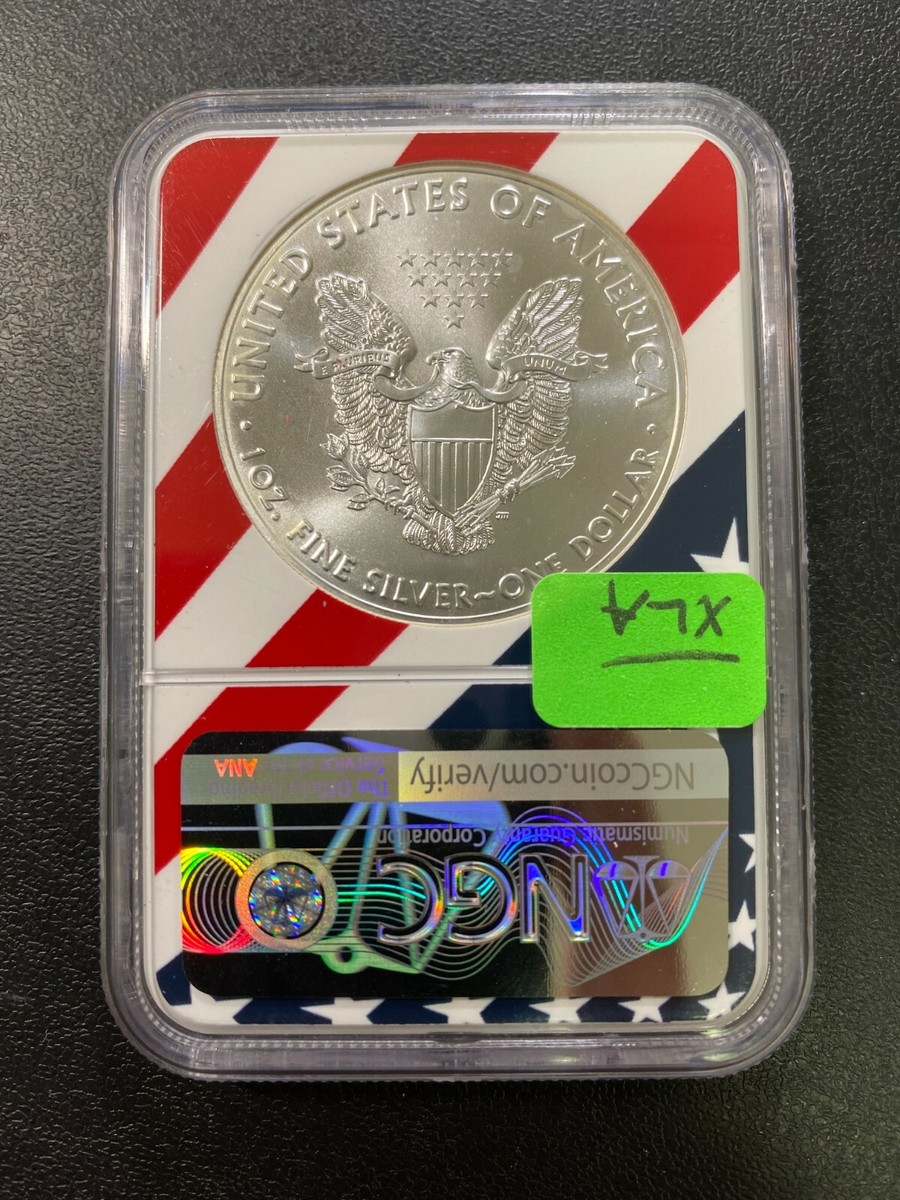 UNITED STATES OF AMERICA
E PLURIBUS UNUM
1 OZ. FINE SILVER~ONE DOLLAR
XLA
NGCcoin.com/verify
The Official Grading
Service of the
ANA
Numismatic Guaranty Corporation
NGC